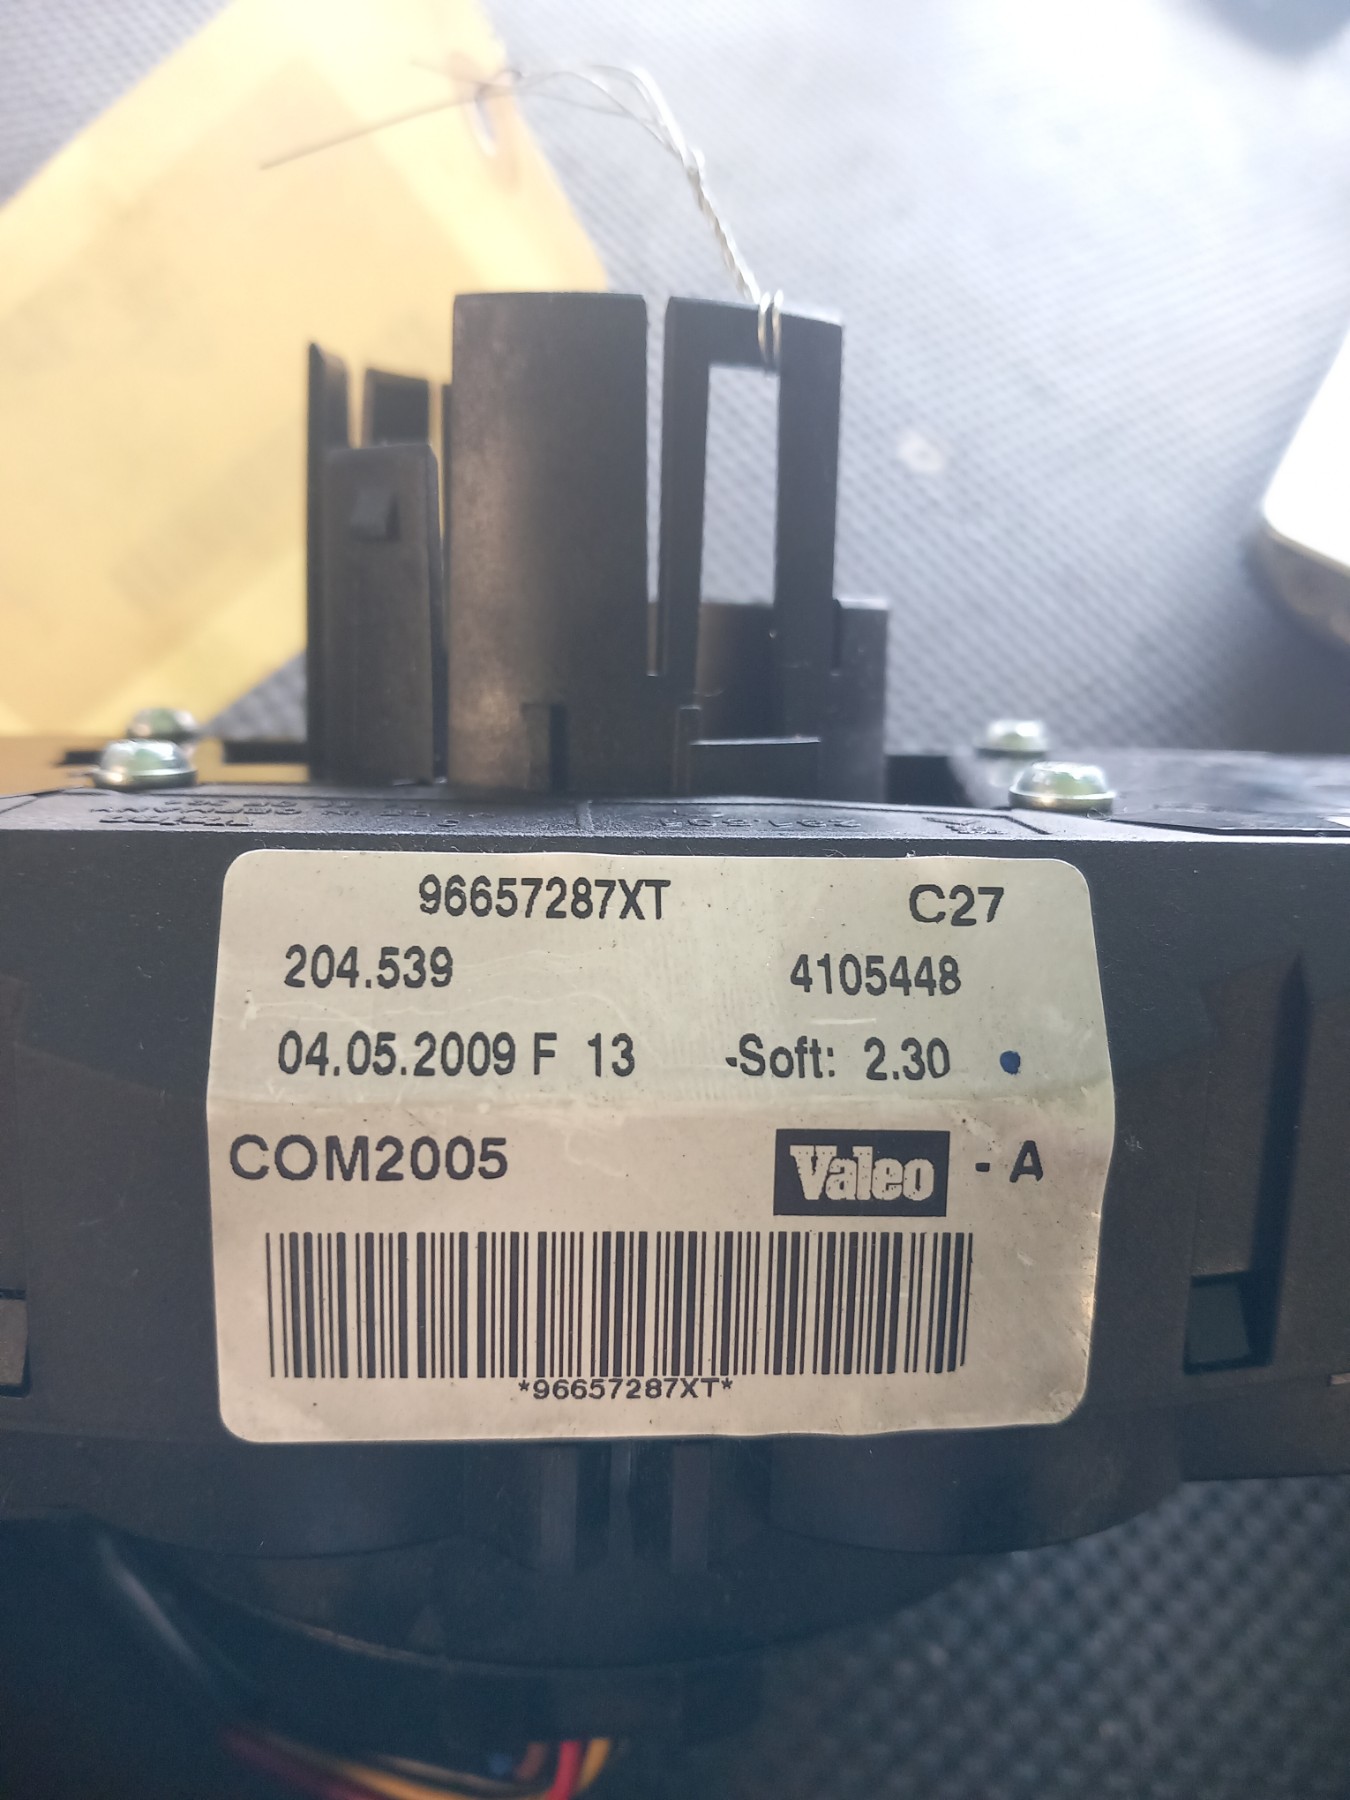 96657287XT C27
204.539 4105448
04.05.2009 F 13 -Soft: 2.30
COM2005 Valeo - A
*96657287XT*